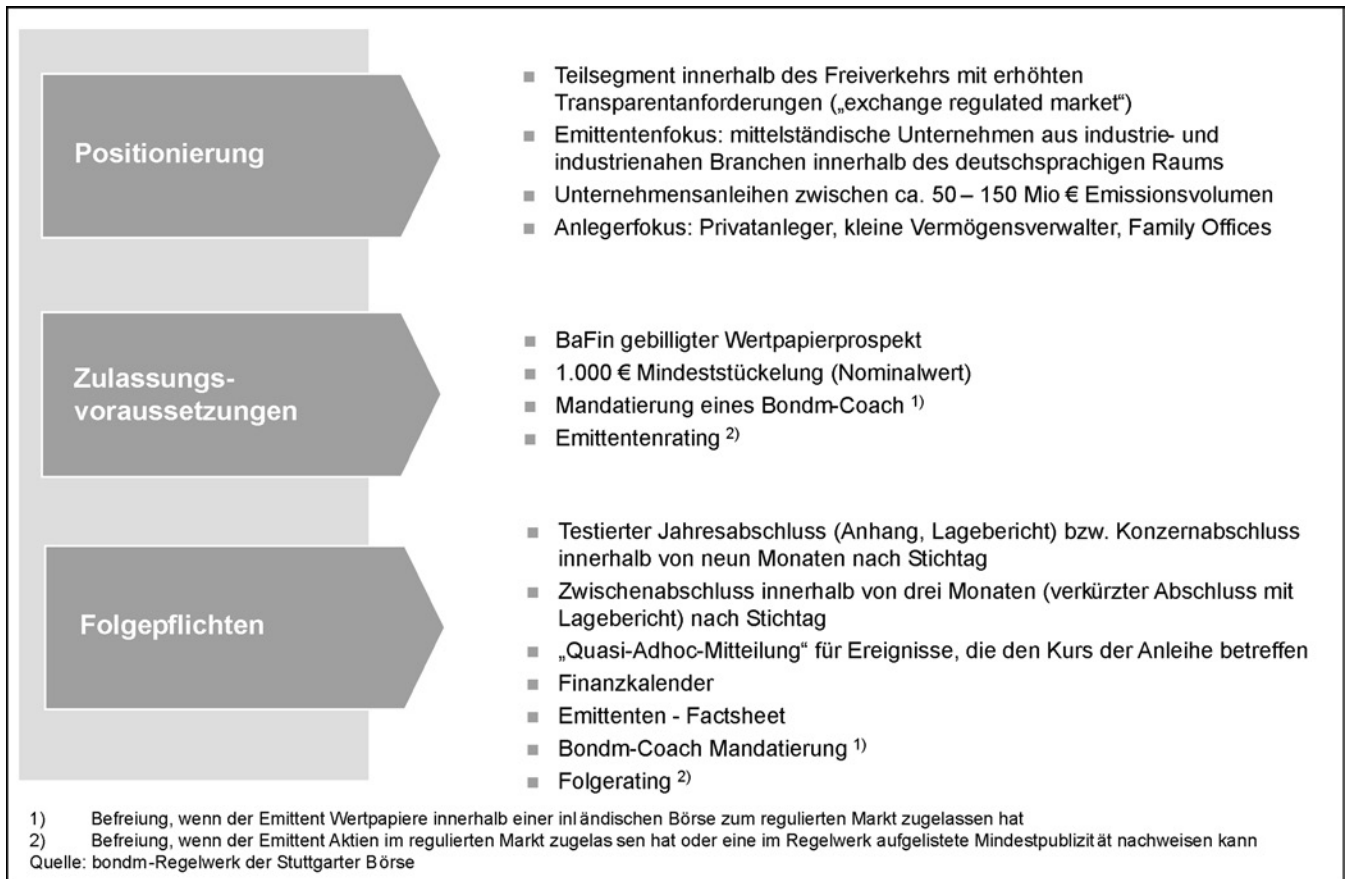 Positionierung
■ Teilsegment innerhalb des Freiverkehrs mit erhöhten
Transparentanforderungen („exchange regulated market“)
■ Emittentenfokus: mittelständische Unternehmen aus industrie- und
industrienahen Branchen innerhalb des deutschsprachigen Raums
■ Unternehmensanleihen zwischen ca. 50 – 150 Mio € Emissionsvolumen
■ Anlegerfokus: Privatanleger, kleine Vermögensverwalter, Family Offices
Zulassungs-
voraussetzungen
■ BaFin gebilligter Wertpapierprospekt
■ 1.000 € Mindeststückelung (Nominalwert)
■ Mandatierung eines Bondm-Coach 1)
■ Emittentenrating 2)
Folgepflichten
■ Testierter Jahresabschluss (Anhang, Lagebericht) bzw. Konzernabschluss
innerhalb von neun Monaten nach Stichtag
■ Zwischenabschluss innerhalb von drei Monaten (verkürzter Abschluss mit
Lagebericht) nach Stichtag
■ „Quasi-Adhoc-Mitteilung“ für Ereignisse, die den Kurs der Anleihe betreffen
■ Finanzkalender
■ Emittenten - Factsheet
■ Bondm-Coach Mandatierung 1)
■ Folgerating 2)
1) Befreiung, wenn der Emittent Wertpapiere innerhalb einer inländischen Börse zum regulierten Markt zugelassen hat
2) Befreiung, wenn der Emittent Aktien im regulierten Markt zugelas sen hat oder eine im Regelwerk aufgelistete Mindestpublizität nachweisen kann
Quelle: bondm-Regelwerk der Stuttgarter Börse